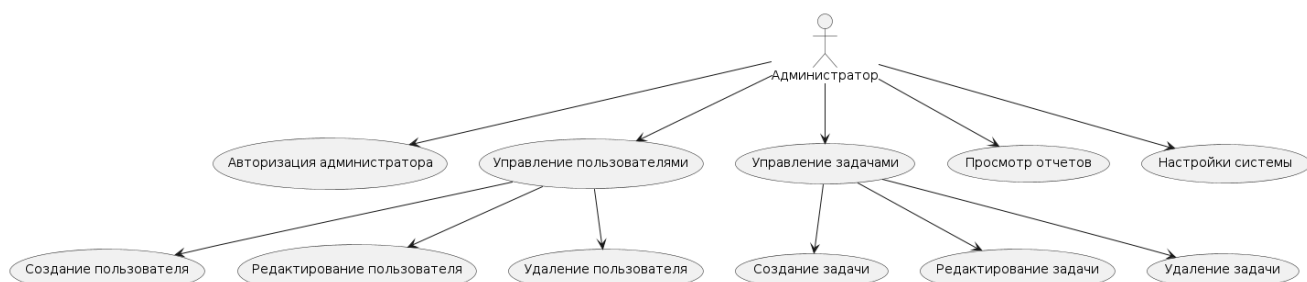 Администратор
Авторизация администратора
Управление пользователями
Управление задачами
Просмотр отчетов
Настройки системы
Создание пользователя
Редактирование пользователя
Удаление пользователя
Создание задачи
Редактирование задачи
Удаление задачи